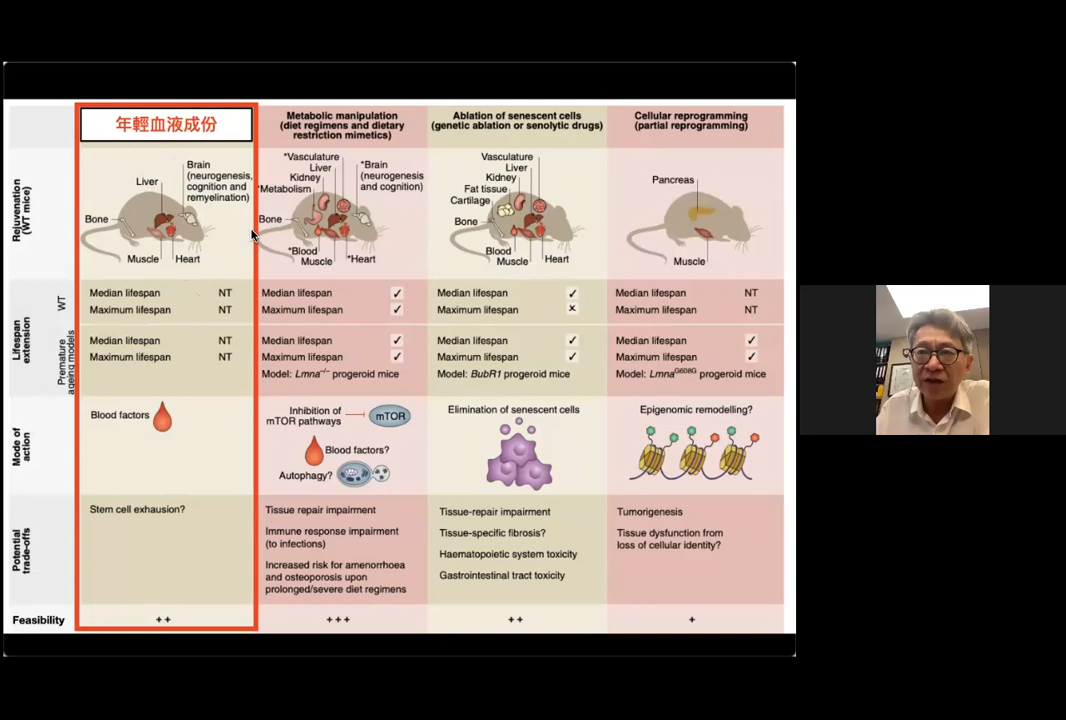 年輕血液成份
Metabolic manipulation
(diet regimens and dietary
restriction mimetics)
Ablation of senescent cells
(genetic ablation or senolytic drugs)
Cellular reprogramming
(partial reprogramming)
Rejuvenation
(WT mice)
Liver
Brain
(neurogenesis,
cognition and
remyelination)
Bone
Muscle
Heart
*Vasculature
Liver
Kidney
*Metabolism
*Brain
(neurogenesis
and cognition)
Bone
*Blood
Muscle
*Heart
Vasculature
Liver
Kidney
Fat tissue
Cartilage
Bone
Blood
Muscle
Heart
Pancreas
Muscle
Lifespan
extension
WT
Median lifespan NT
Maximum lifespan NT
Median lifespan ✓
Maximum lifespan ✓
Median lifespan ✓
Maximum lifespan x
Median lifespan NT
Maximum lifespan NT
Premature
ageing models
Median lifespan NT
Maximum lifespan NT
Median lifespan ✓
Maximum lifespan ✓
Model: Lmna−/− progeroid mice
Median lifespan ✓
Maximum lifespan ✓
Model: BubR1 progeroid mice
Median lifespan ✓
Maximum lifespan ✓
Model: LmnaG608G progeroid mice
Mode of
action
Blood factors
Inhibition of
mTOR pathways
mTOR
Blood factors?
Autophagy?
Elimination of senescent cells
Epigenomic remodelling?
Potential
trade-offs
Stem cell exhausion?
Tissue repair impairment
Immune response impairment
(to infections)
Increased risk for amenorrhoea
and osteoporosis upon
prolonged/severe diet regimens
Tissue-repair impairment
Tissue-specific fibrosis?
Haematopoietic system toxicity
Gastrointestinal tract toxicity
Tumorigenesis
Tissue dysfunction from
loss of cellular identity?
Feasibility ++ +++ ++ +